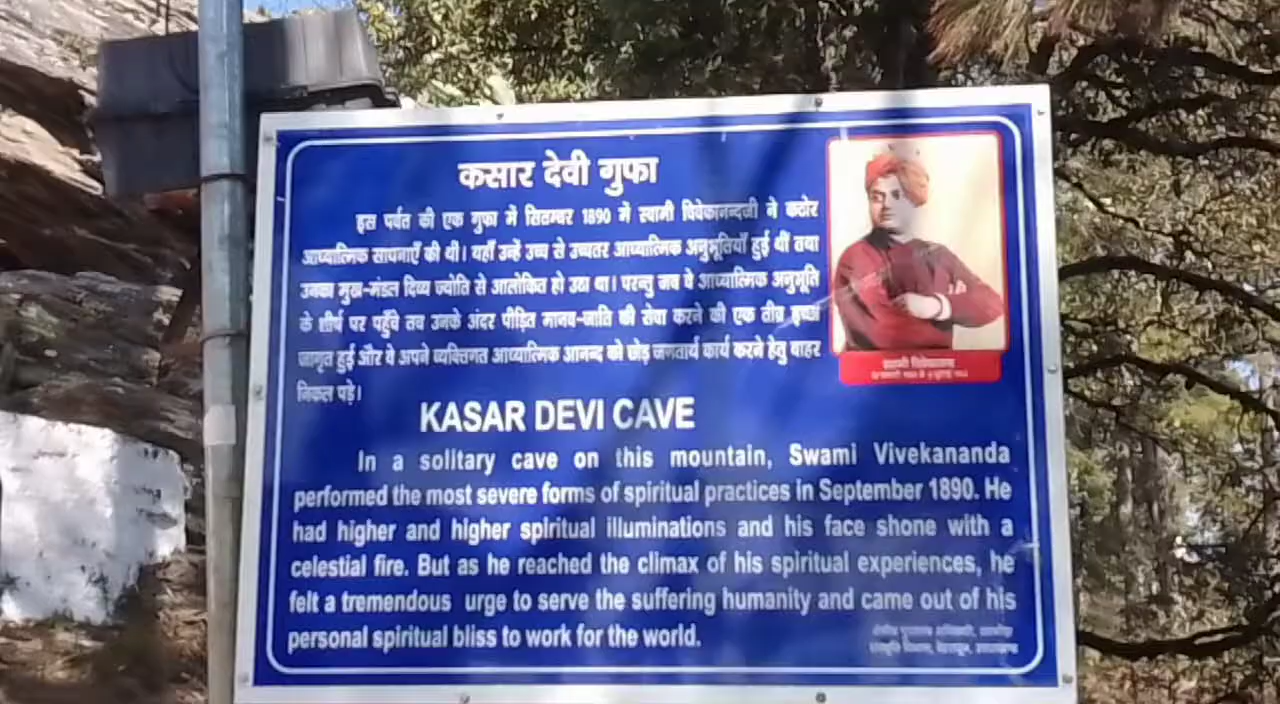 कसार देवी गुफा
इस पर्वत की एक गुफा में सितम्बर 1890 में स्वामी विवेकानन्दजी ने कठोर
आध्यात्मिक साधनाएँ की थी। यहाँ उन्हें उच्च से उच्चतर आध्यात्मिक अनुभूतियाँ हुई थीं तथा
उनका मुख-मंडल दिव्य ज्योति से आलोकित हो उठा था। परन्तु जब वे आध्यात्मिक अनुभूति
के शीर्ष पर पहुँचे तब उनके अंदर पीड़ित मानव-जाति की सेवा करने की एक तीव्र इच्छा
जागृत हुई और वे अपने व्यक्तिगत आध्यात्मिक आनन्द को छोड़ जगतार्थ कार्य करने हेतु बाहर
निकल पड़े।
स्वामी विवेकानन्द
KASAR DEVI CAVE
In a solitary cave on this mountain, Swami Vivekananda
performed the most severe forms of spiritual practices in September 1890. He
had higher and higher spiritual illuminations and his face shone with a
celestial fire. But as he reached the climax of his spiritual experiences, he
felt a tremendous urge to serve the suffering humanity and came out of his
personal spiritual bliss to work for the world.